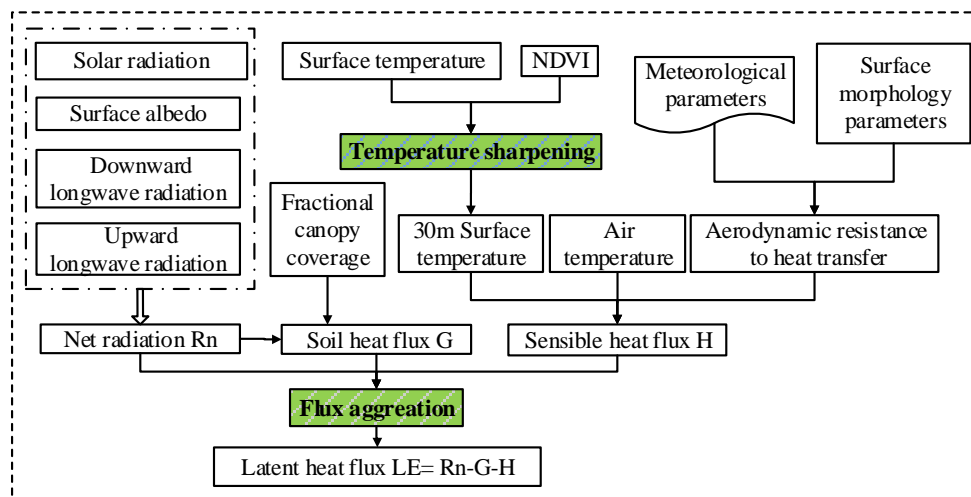 Solar radiation
Surface albedo
Downward
longwave radiation
Upward
longwave radiation
Surface temperature
NDVI
Meteorological
parameters
Surface
morphology
parameters
Temperature sharpening
Fractional
canopy
coverage
30m Surface
temperature
Air
temperature
Aerodynamic resistance
to heat transfer
Net radiation Rn
Soil heat flux G
Sensible heat flux H
Flux aggreation
Latent heat flux LE= Rn-G-H